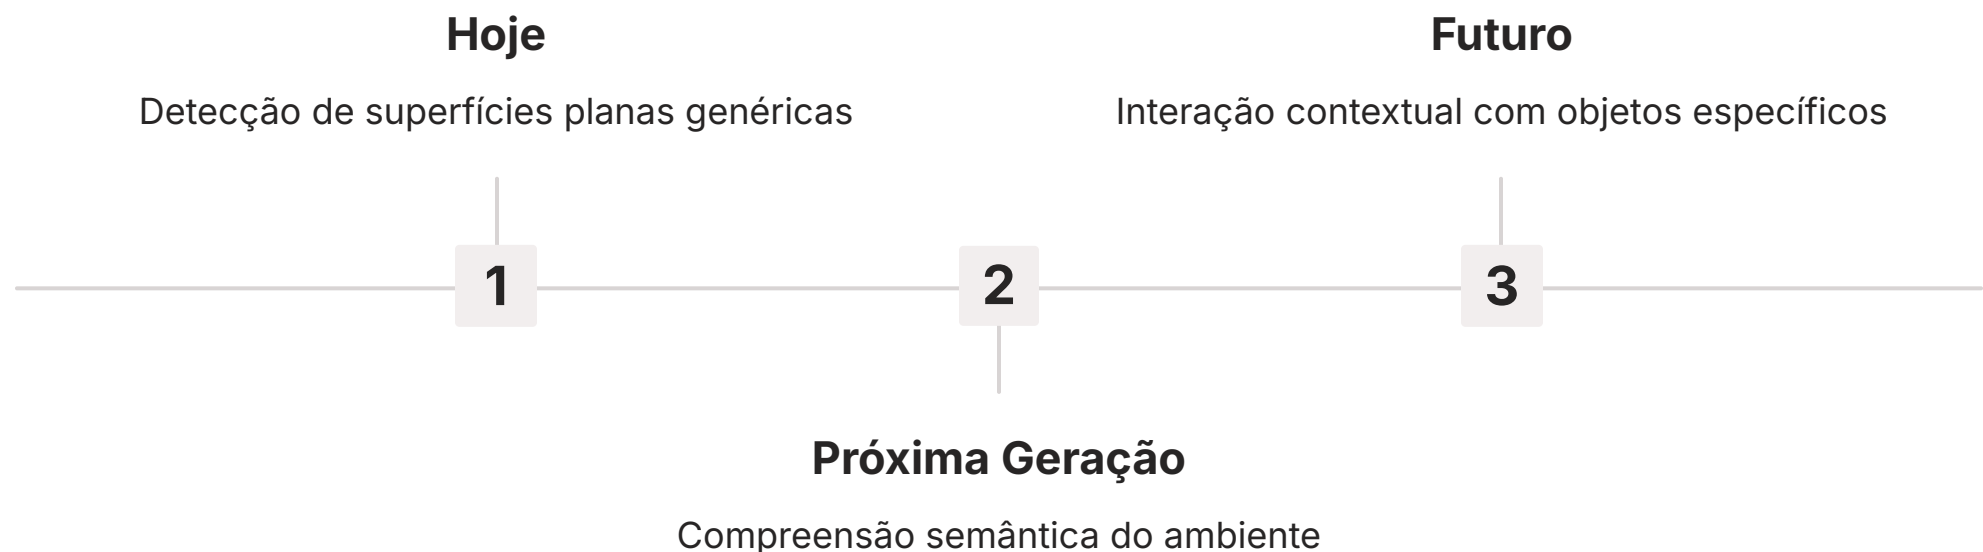 Hoje
Detecção de superfícies planas genéricas
1
2
Próxima Geração
Compreensão semântica do ambiente
Futuro
Interação contextual com objetos específicos
3